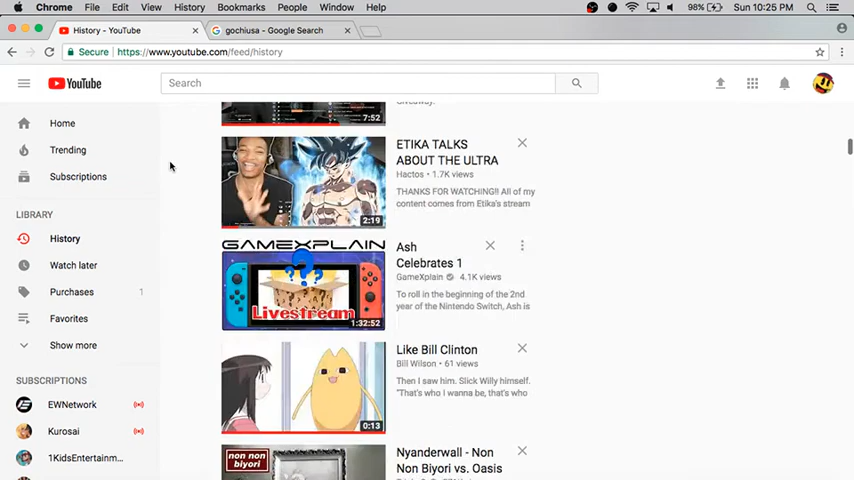 Chrome File Edit View History Bookmarks People Window Help 98% Sun 10:25 PM
History - YouTube
gochiusa - Google Search
Secure https://www.youtube.com/feed/history
YouTube
Search
Giveaway.
7:52
Home
Trending
Subscriptions
LIBRARY
History
Watch later
Purchases 1
Favorites
Show more
SUBSCRIPTIONS
EWNetwork
Kurosai
1KidsEntertainm...
ETIKA TALKS
ABOUT THE ULTRA
Hactos • 1.7K views
THANKS FOR WATCHING!! All of my
content comes from Etika's stream
2:19
GAMEXPLAIN
???
Livestream
1:32:52
Ash
Celebrates 1
GameXplain 4.1K views
To roll in the beginning of the 2nd
year of the Nintendo Switch, Ash is
Like Bill Clinton
Bill Wilson • 61 views
Then I saw him. Slick Willy himself.
"That's who I wanna be, that's who
0:13
non non
biyori
Nyanderwall - Non
Non Biyori vs. Oasis